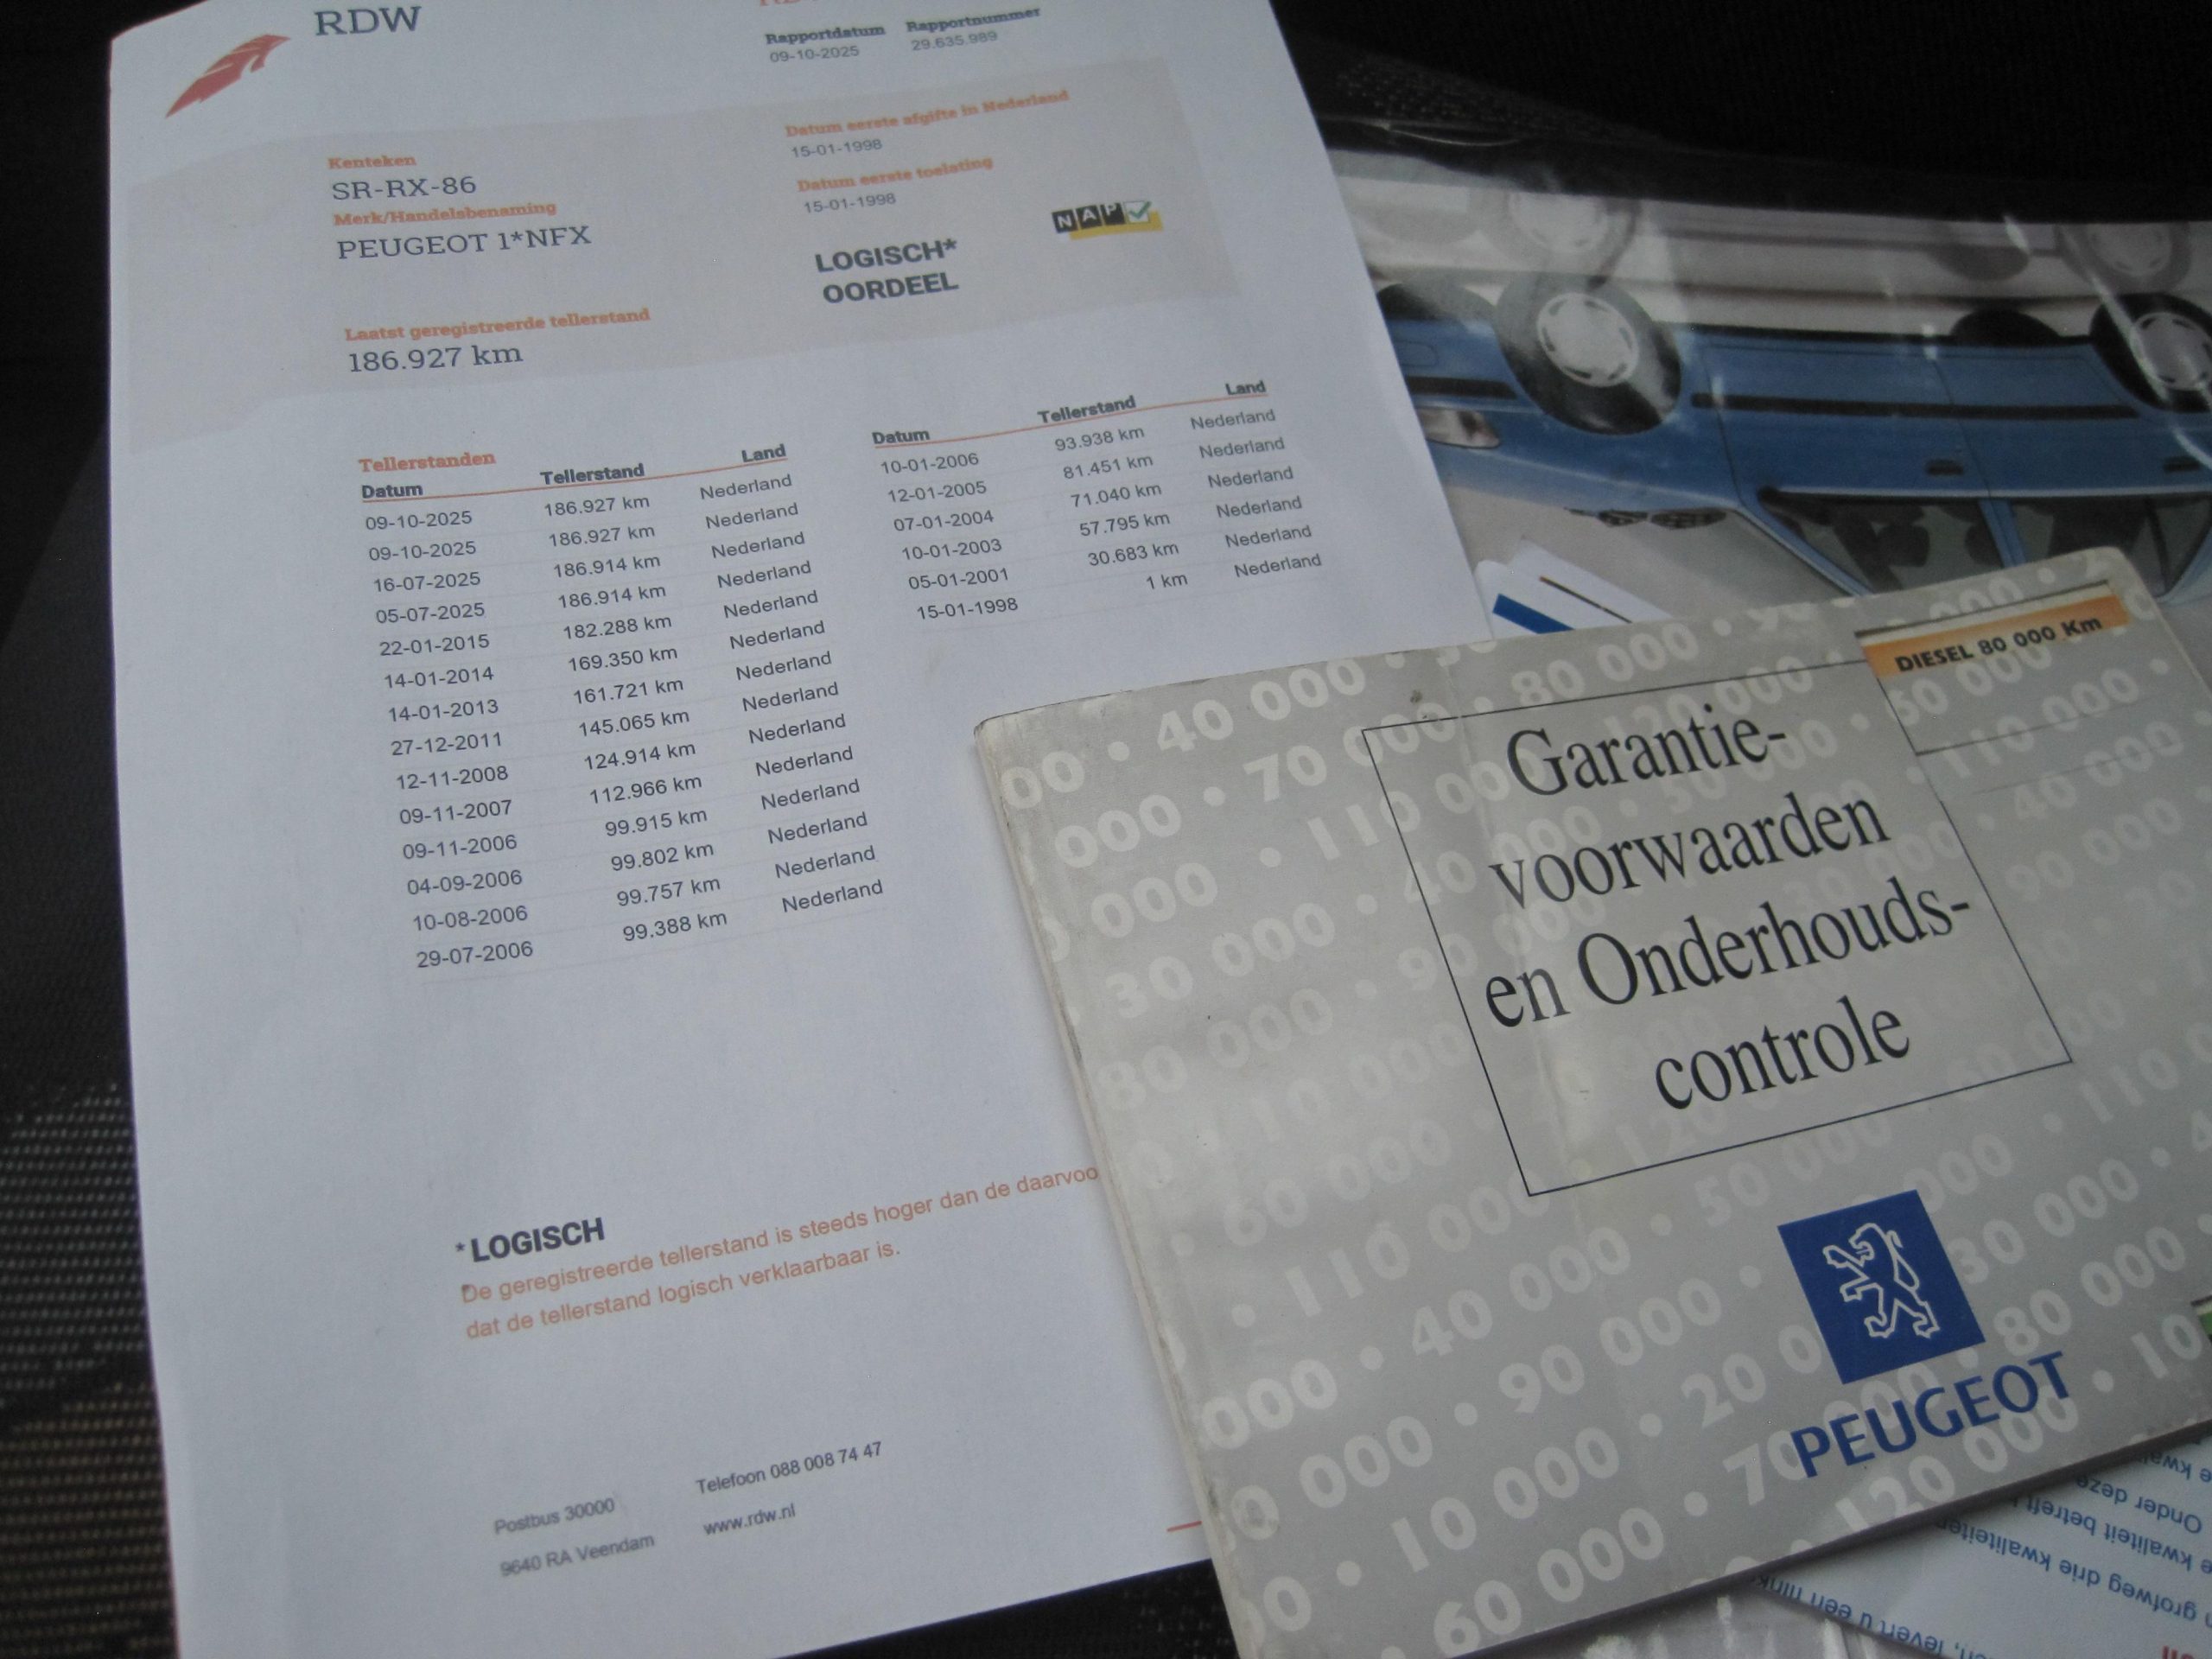 RDW
Rapportdatum Rapportnummer
09-10-2025 29.635.989
Kenteken
SR-RX-86
Merk/Handelsbenaming
PEUGEOT 1*NFX
Datum eerste afgifte in Nederland
15-01-1998
Datum eerste toelating
15-01-1998
LOGISCH*
OORDEEL
NAP
Laatst geregistreerde tellerstand
186.927 km
Tellerstanden
Datum Tellerstand Land
09-10-2025 186.927 km Nederland
09-10-2025 186.927 km Nederland
16-07-2025 186.914 km Nederland
05-07-2025 186.914 km Nederland
22-01-2015 182.288 km Nederland
14-01-2014 169.350 km Nederland
14-01-2013 161.721 km Nederland
27-12-2011 145.065 km Nederland
12-11-2008 124.914 km Nederland
09-11-2007 112.966 km Nederland
09-11-2006 99.915 km Nederland
04-09-2006 99.802 km Nederland
10-08-2006 99.757 km Nederland
29-07-2006 99.388 km Nederland
Datum Tellerstand Land
10-01-2006 93.938 km Nederland
12-01-2005 81.451 km Nederland
07-01-2004 71.040 km Nederland
10-01-2003 57.795 km Nederland
05-01-2001 30.683 km Nederland
15-01-1998 1 km Nederland
*LOGISCH
De geregistreerde tellerstand is steeds hoger dan de daarvoo
dat de tellerstand logisch verklaarbaar is.
Postbus 30000
9640 RA Veendam
Telefoon 088 008 74 47
www.rdw.nl
DIESEL 80 000 Km
Garantie-
voorwaarden
en Onderhouds-
controle
PEUGEOT
Onder deze
kwaliteit betreft
grofweg drie kwaliteiten
leven u een